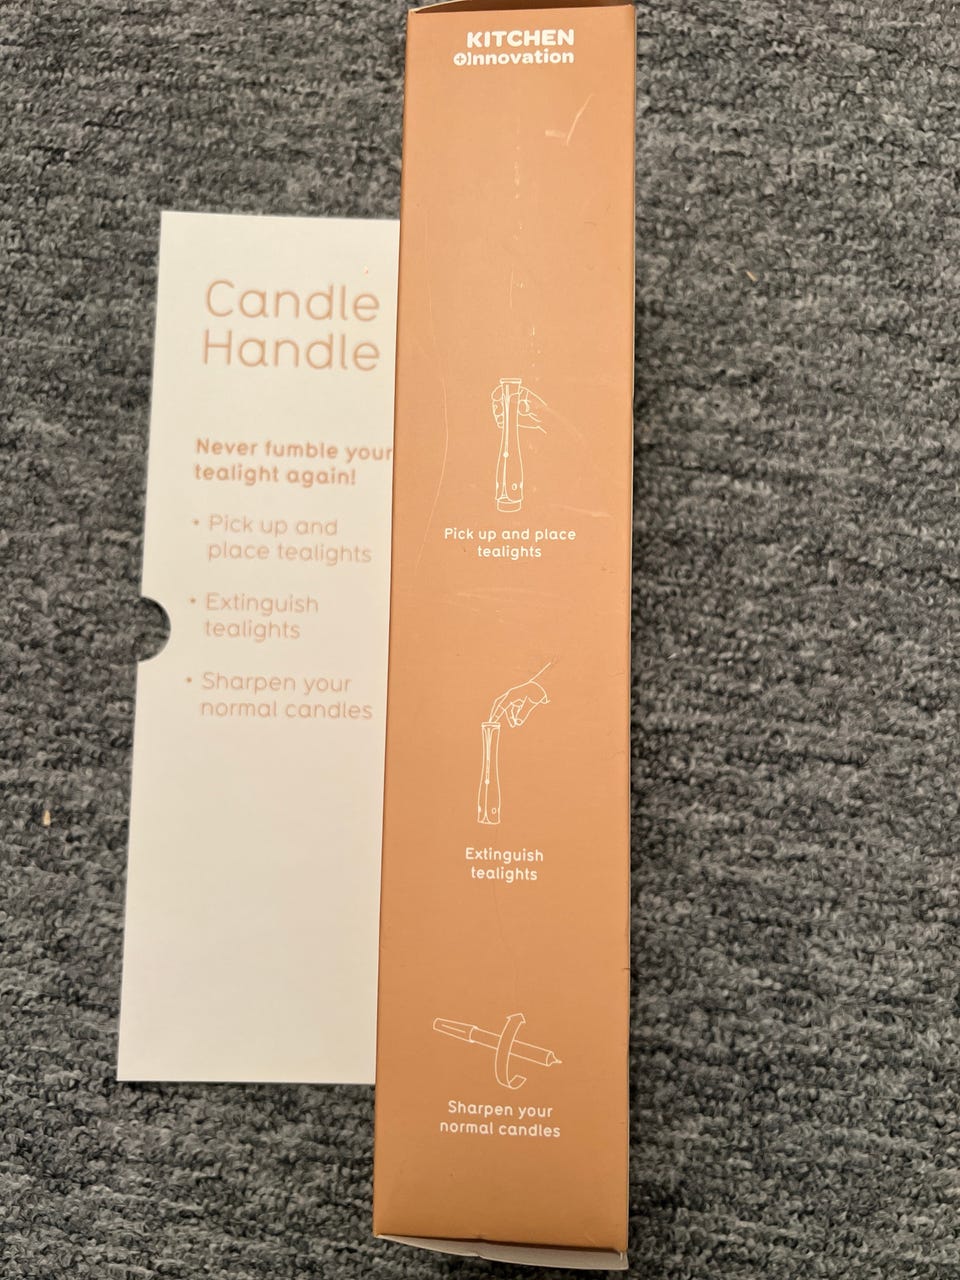 Candle
Handle
Never fumble your
tealight again!
• Pick up and
place tealights
• Extinguish
tealights
• Sharpen your
normal candles
KITCHEN
+Innovation
Pick up and place
tealights
Extinguish
tealights
Sharpen your
normal candles